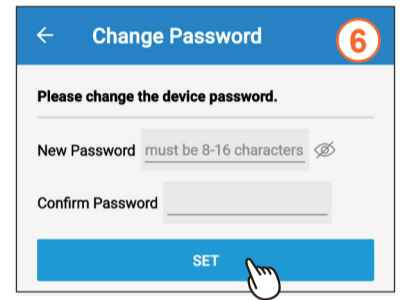 ← Change Password
6
Please change the device password.
New Password must be 8-16 characters
Confirm Password
SET